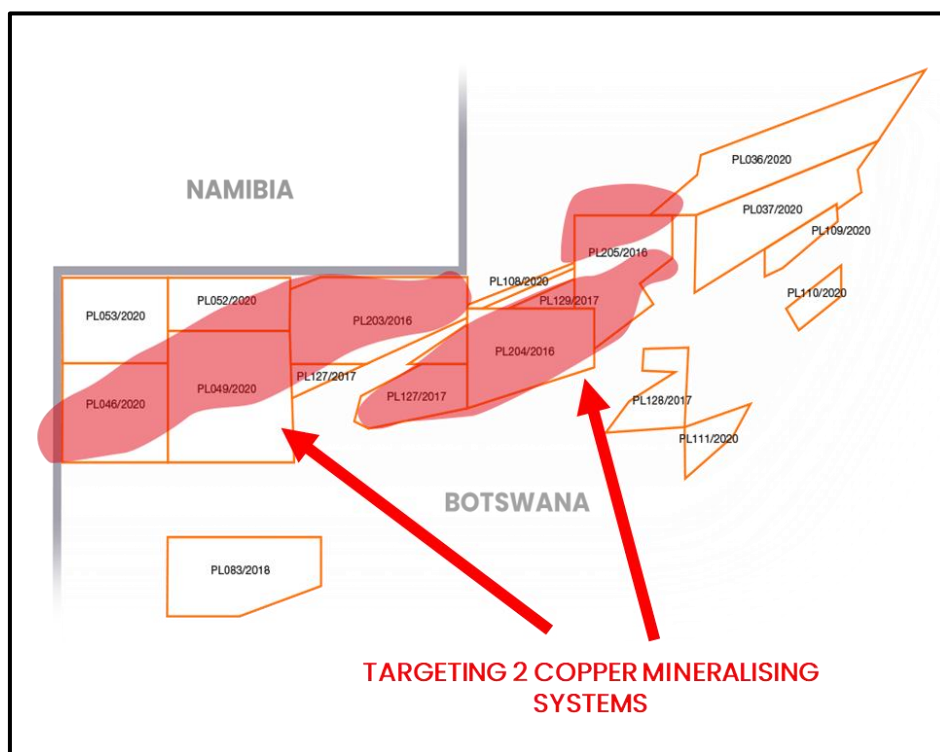 PL036/2020
NAMIBIA
PL037/2020
PL109/2020
PL205/2016
PL108/2020
PL110/2020
PL052/2020
PL129/2017
PL053/2020
PL203/2016
PL204/2016
PL127/2017
PL049/2020
PL046/2020
PL127/2017
PL128/2017
PL111/2020
BOTSWANA
PL083/2018
TARGETING 2 COPPER MINERALISING
SYSTEMS